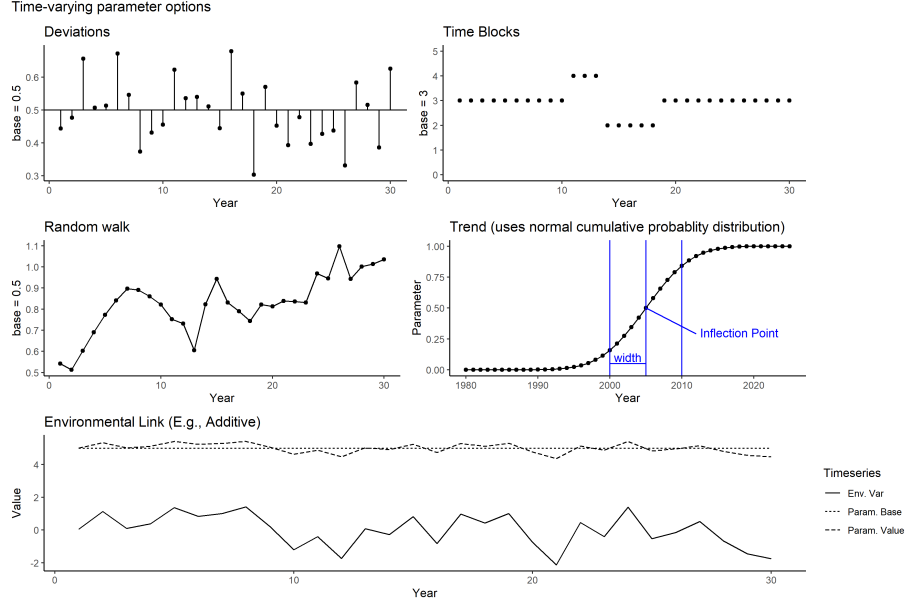 Time-varying parameter options
Deviations
base = 0.5
0.6
0.5
0.4
0.3
0
10
20
30
Year
Time Blocks
base = 3
5
4
3
2
1
0
0
10
20
30
Year
Random walk
base = 0.5
1.1
1.0
0.9
0.8
0.7
0.6
0.5
0
10
20
30
Year
Trend (uses normal cumulative probablity distribution)
Parameter
1.00
0.75
0.50
0.25
0.00
Inflection Point
width
1980
1990
2000
2010
2020
Year
Environmental Link (E.g., Additive)
Value
4
2
0
-2
0
10
20
30
Year
Timeseries
Env. Var
Param. Base
Param. Value